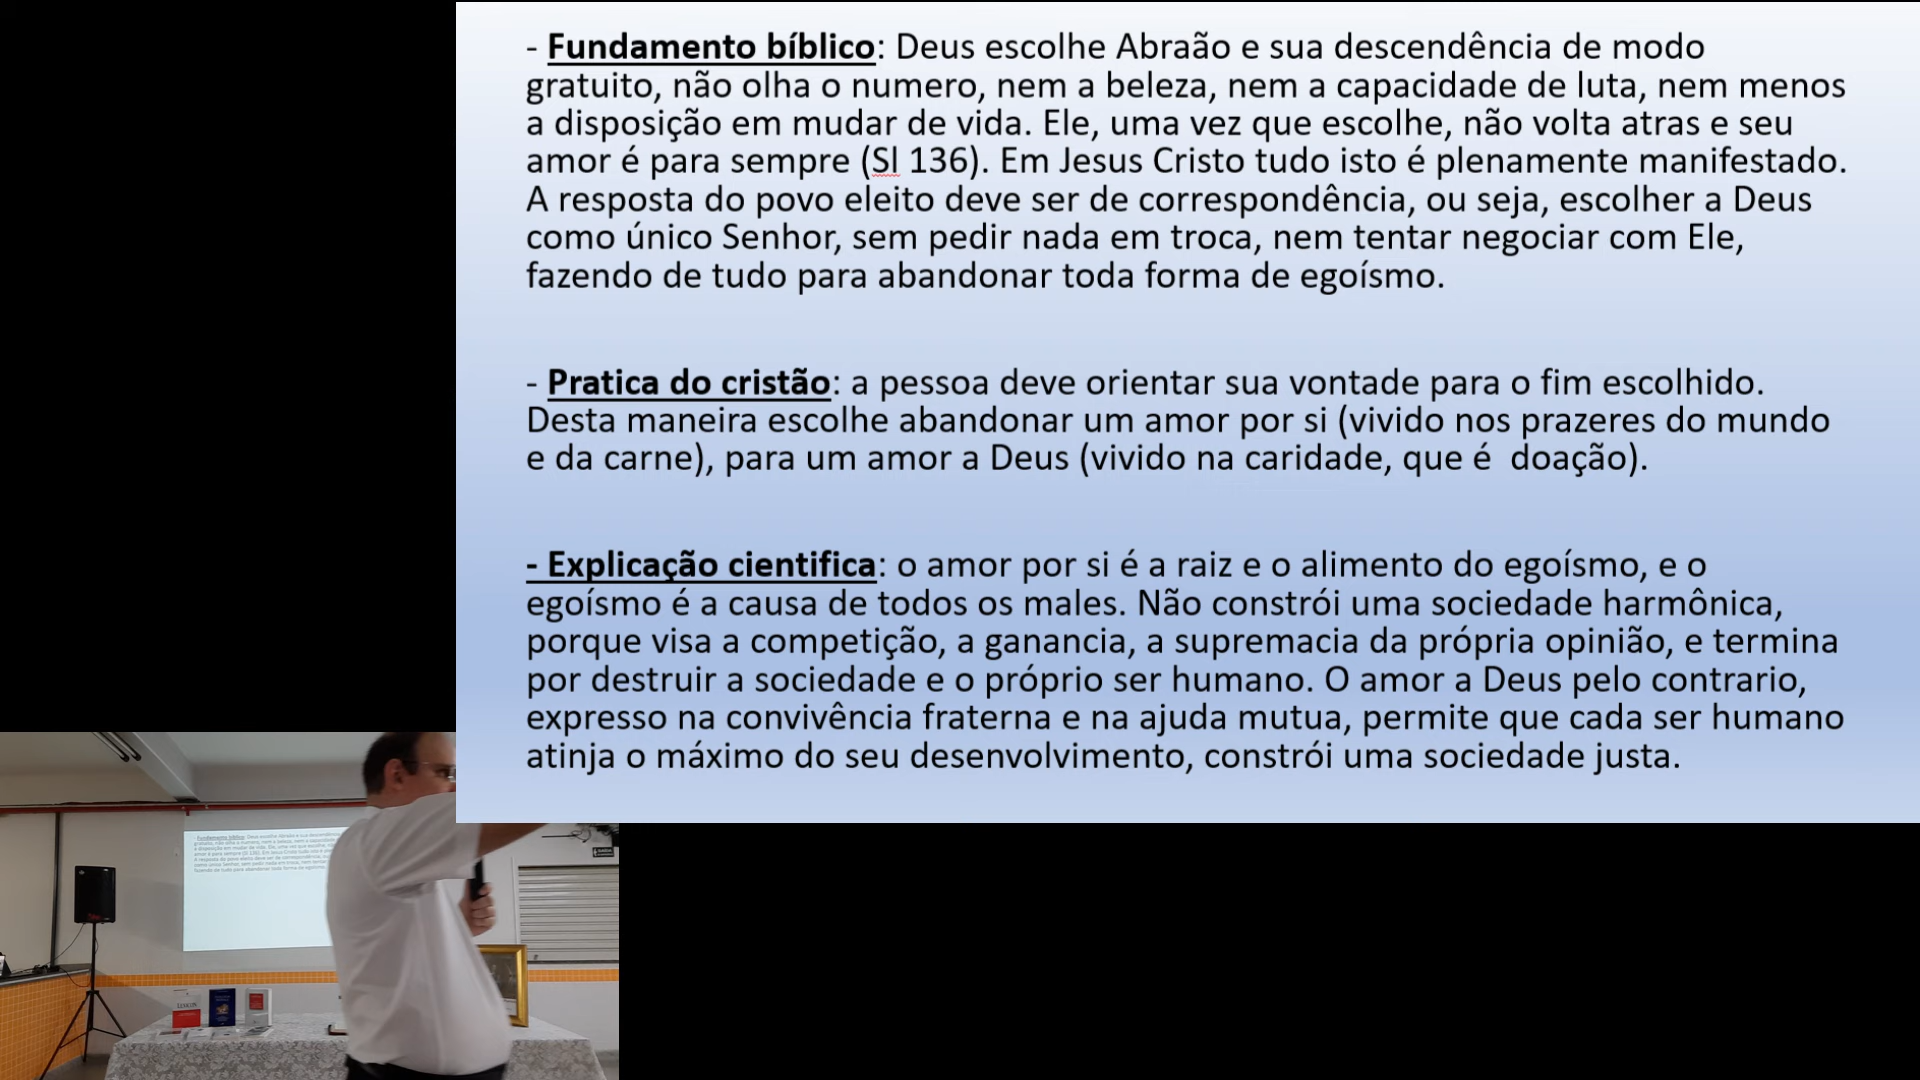 - Fundamento bíblico: Deus escolhe Abraão e sua descendência de modo
gratuito, não olha o numero, nem a beleza, nem a capacidade de luta, nem menos
a disposição em mudar de vida. Ele, uma vez que escolhe, não volta atras e seu
amor é para sempre (Sl 136). Em Jesus Cristo tudo isto é plenamente manifestado.
A resposta do povo eleito deve ser de correspondência, ou seja, escolher a Deus
como único Senhor, sem pedir nada em troca, nem tentar negociar com Ele,
fazendo de tudo para abandonar toda forma de egoísmo.
- Pratica do cristão: a pessoa deve orientar sua vontade para o fim escolhido.
Desta maneira escolhe abandonar um amor por si (vivido nos prazeres do mundo
e da carne), para um amor a Deus (vivido na caridade, que é  doação).
- Explicação cientifica: o amor por si é a raiz e o alimento do egoísmo, e o
egoísmo é a causa de todos os males. Não constrói uma sociedade harmônica,
porque visa a competição, a ganancia, a supremacia da própria opinião, e termina
por destruir a sociedade e o próprio ser humano. O amor a Deus pelo contrario,
expresso na convivência fraterna e na ajuda mutua, permite que cada ser humano
atinja o máximo do seu desenvolvimento, constrói uma sociedade justa.